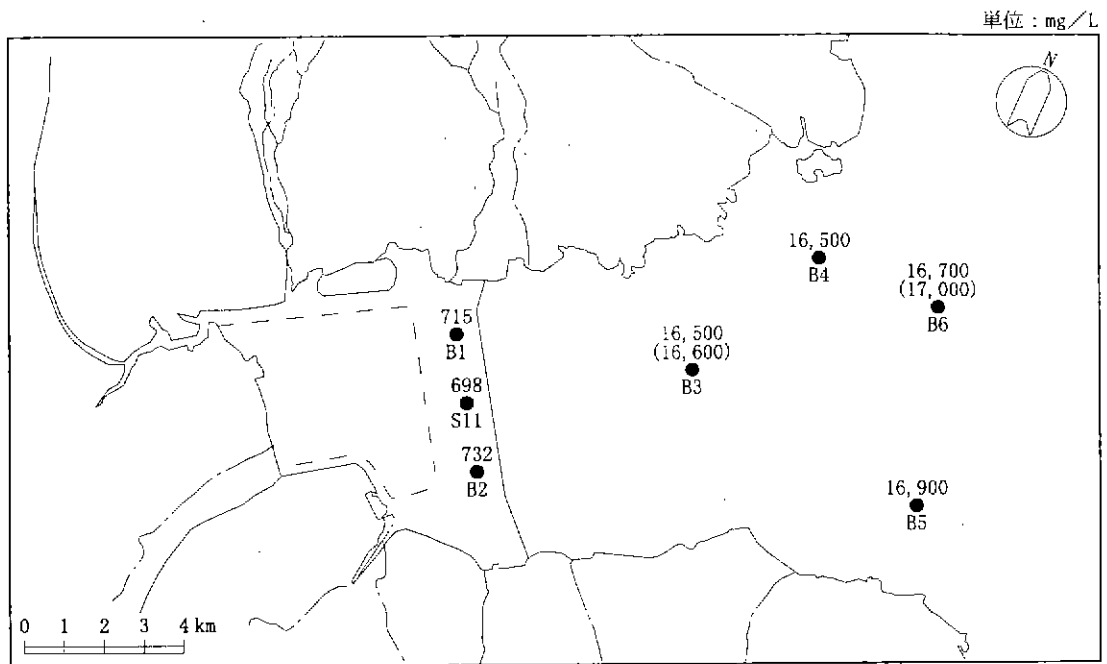 単位：mg／L
N
16,500
B4
16,700
(17,000)
B6
715
B1
16,500
(16,600)
B3
698
S11
732
B2
16,900
B5
0 1 2 3 4 km